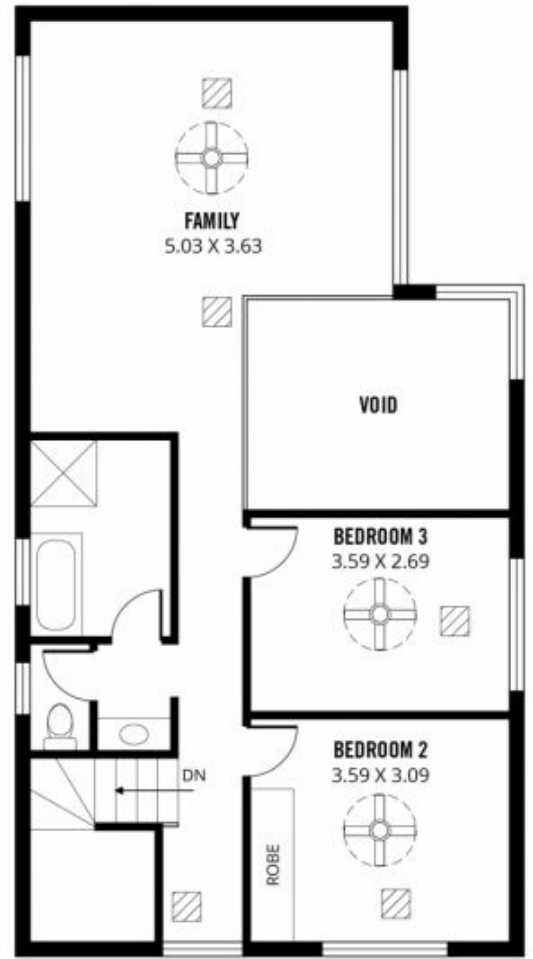 FAMILY
5.03 X 3.63
VOID
BEDROOM 3
3.59 X 2.69
BEDROOM 2
3.59 X 3.09
DN
ROBE